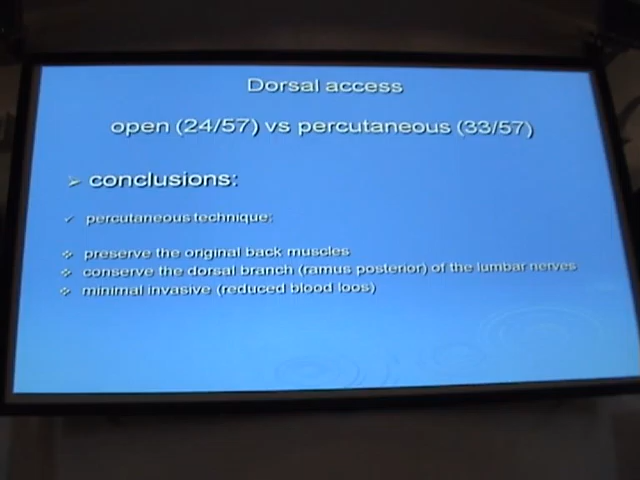 Dorsal access
open (24/57) vs percutaneous (33/57)
conclusions:
percutaneous technique:
preserve the original back muscles
conserve the dorsal branch (ramus posterior) of the lumbar nerves
minimal invasive (reduced blood loos)